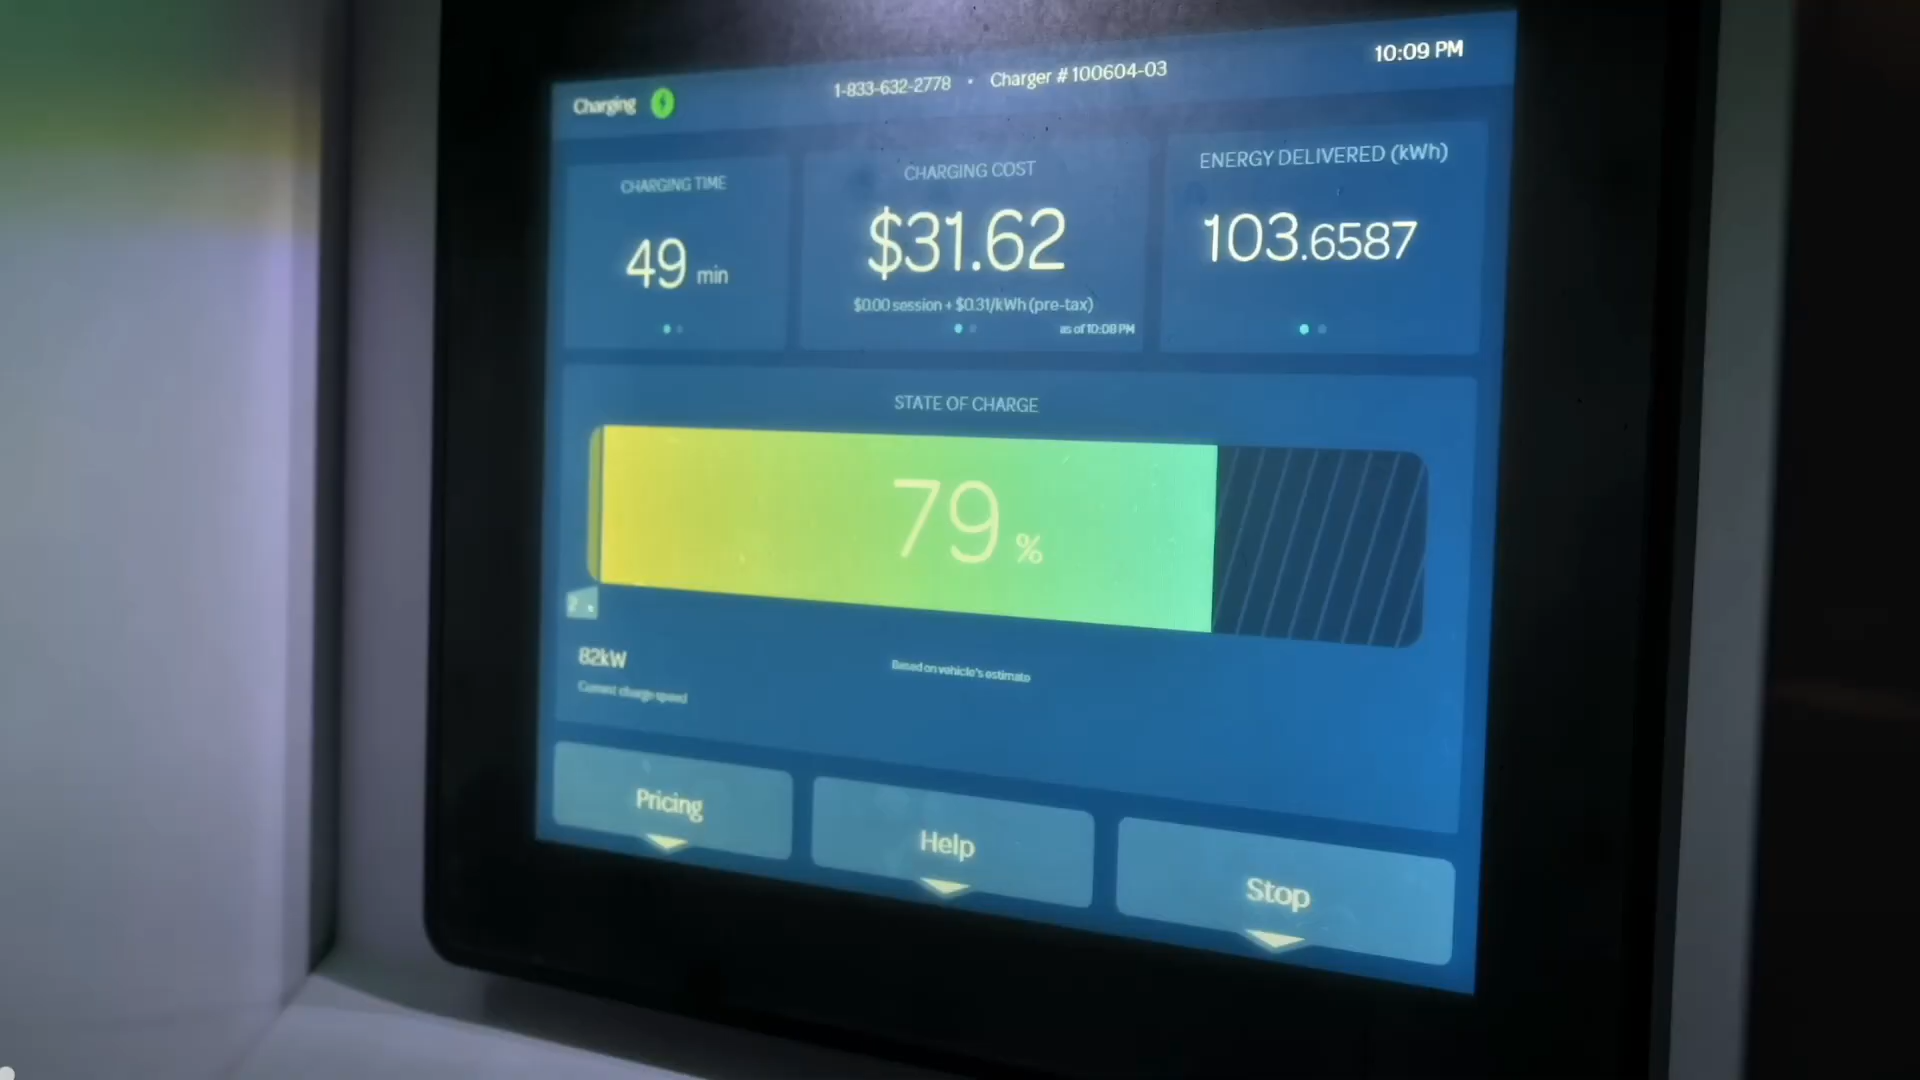 Charging
1-833-632-2778 • Charger # 100604-03
10:09 PM
CHARGING TIME
49 min
CHARGING COST
$31.62
$0.00 session + $0.31/kWh (pre-tax)
as of 10:08 PM
ENERGY DELIVERED (kWh)
103.6587
STATE OF CHARGE
79 %
82kW
Current charge speed
Based on vehicle's estimate
Pricing
Help
Stop